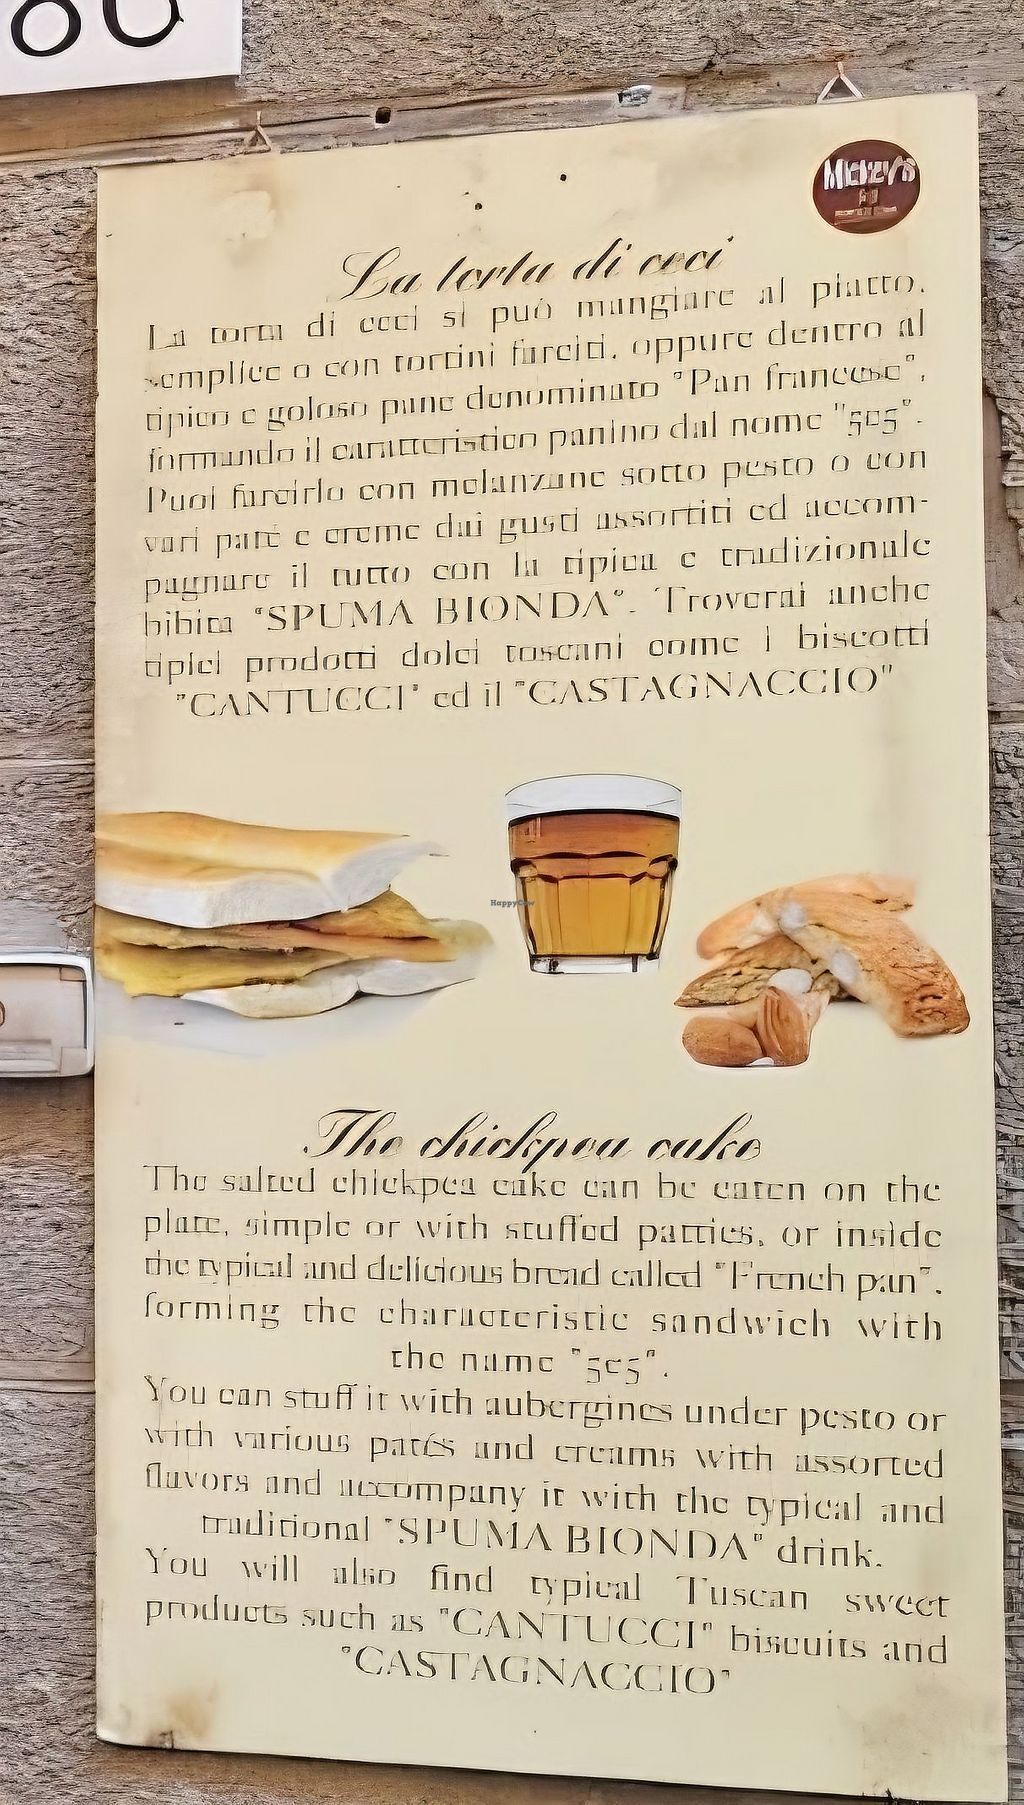 La torta di ceci
La torta di ceci si può mangiare al piatto,
semplice o con tortini farciti, oppure dentro al
tipico e goloso pane denominato "Pan francese",
formando il caratteristico panino dal nome "5e5".
Puoi farcirlo con melanzane sotto pesto o con
vari patè e creme dai gusti assortiti ed accom-
pagnare il tutto con la tipica e tradizionale
bibita "SPUMA BIONDA". Troverai anche
tipici prodotti dolci toscani come i biscotti
"CANTUCCI" ed il "CASTAGNACCIO"
HappyCow
The chickpea cake
The salted chickpea cake can be eaten on the
plate, simple or with stuffed patties, or inside
the typical and delicious bread called "French pan",
forming the characteristic sandwich with
the name "5e5".
You can stuff it with aubergines under pesto or
with various patés and creams with assorted
flavors and accompany it with the typical and
traditional "SPUMA BIONDA" drink.
You will also find typical Tuscan sweet
products such as "CANTUCCI" biscuits and
"CASTAGNACCIO"